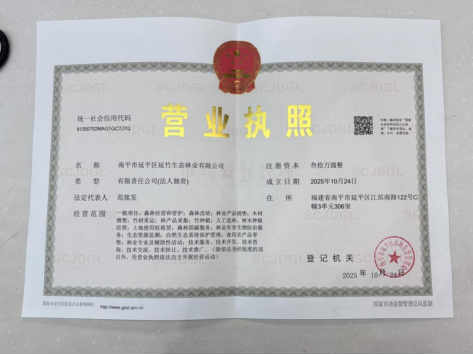 统一社会信用代码
营业执照
名称 南平市延平区延竹生态林业有限公司
注册资本 叁拾万圆整
类型 有限责任公司(法人独资)
成立日期 2025年10月24日
法定代表人 范批发
住所 福建省南平市延平区江滨南路122号C
幢3单元306室
经营范围 一般项目：森林经营和管护；森林改培；林业产品销售；木材
销售；竹材采运；林产品采集；竹种植；人工造林；树木种植
经营；土地使用权租赁；森林固碳服务；林业有害生物防治服
务；生态资源监测；自然生态系统保护管理；食用农产品零
售；林业专业及辅助性活动；技术服务、技术开发、技术咨
询、技术交流、技术转让、技术推广。（除依法须经批准的项
目外，凭营业执照依法自主开展经营活动）
登记机关
2025年10月24日
国家市场监督管理总局监制